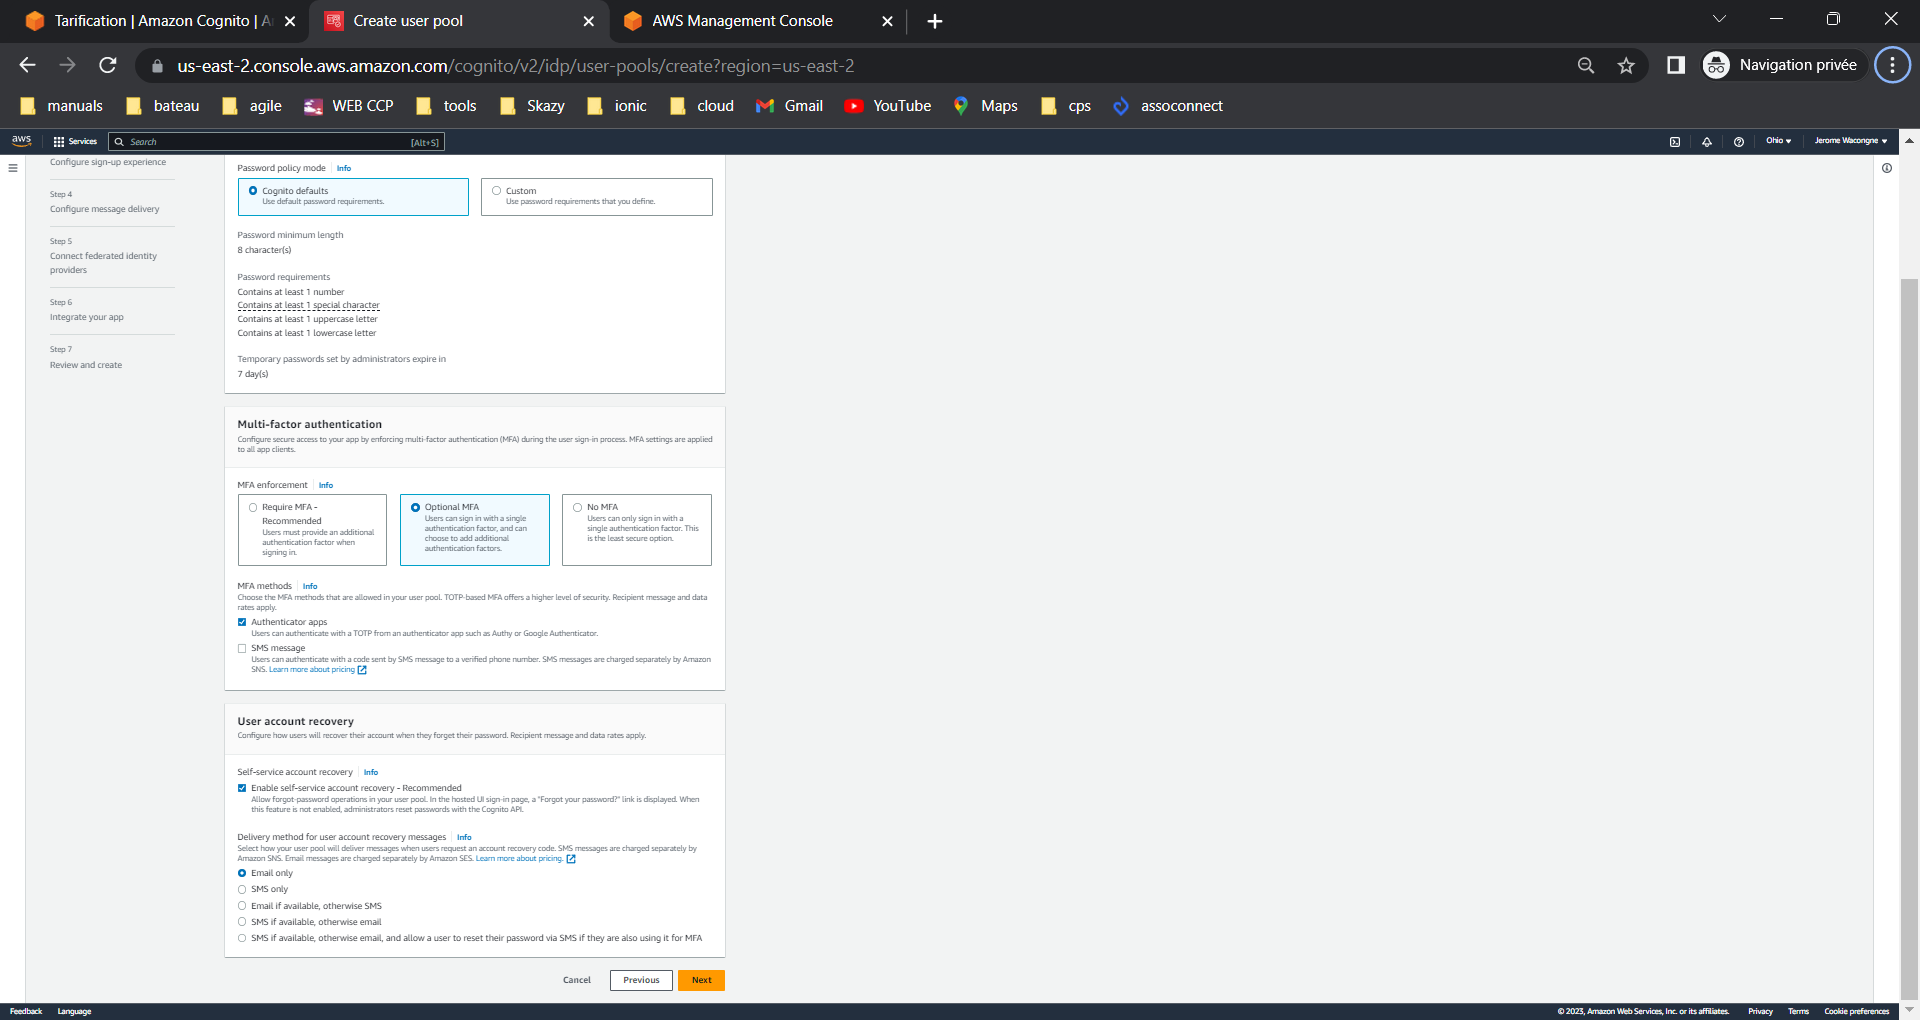 Tarification | Amazon Cognito | A
Create user pool
AWS Management Console
us-east-2.console.aws.amazon.com/cognito/v2/idp/user-pools/create?region=us-east-2
Navigation privée
manuals
bateau
agile
WEB CCP
tools
Skazy
ionic
cloud
Gmail
YouTube
Maps
cps
assoconnect
aws
Services
Search
[Alt+S]
Ohio
Jerome Wacongne
Configure sign-up experience
Step 4
Configure message delivery
Step 5
Connect federated identity
providers
Step 6
Integrate your app
Step 7
Review and create
Password policy mode Info
Cognito defaults
Use default password requirements.
Custom
Use password requirements that you define.
Password minimum length
8 character(s)
Password requirements
Contains at least 1 number
Contains at least 1 special character
Contains at least 1 uppercase letter
Contains at least 1 lowercase letter
Temporary passwords set by administrators expire in
7 day(s)
Multi-factor authentication
Configure secure access to your app by enforcing multi-factor authentication (MFA) during the user sign-in process. MFA settings are applied
to all app clients.
MFA enforcement Info
Require MFA -
Recommended
Users must provide an additional
authentication factor when
signing in.
Optional MFA
Users can sign in with a single
authentication factor, and can
choose to add additional
authentication factors.
No MFA
Users can only sign in with a
single authentication factor. This
is the least secure option.
MFA methods Info
Choose the MFA methods that are allowed in your user pool. TOTP-based MFA offers a higher level of security. Recipient message and data
rates apply.
Authenticator apps
Users can authenticate with a TOTP from an authenticator app such as Authy or Google Authenticator.
SMS message
Users can authenticate with a code sent by SMS message to a verified phone number. SMS messages are charged separately by Amazon
SNS. Learn more about pricing
User account recovery
Configure how users will recover their account when they forget their password. Recipient message and data rates apply.
Self-service account recovery Info
Enable self-service account recovery - Recommended
Allow forgot-password operations in your user pool. In the hosted UI sign-in page, a "Forgot your password?" link is displayed. When
this feature is not enabled, administrators reset passwords with the Cognito API.
Delivery method for user account recovery messages Info
Select how your user pool will deliver messages when users request an account recovery code. SMS messages are charged separately by
Amazon SNS. Email messages are charged separately by Amazon SES. Learn more about pricing.
Email only
SMS only
Email if available, otherwise SMS
SMS if available, otherwise email
SMS if available, otherwise email, and allow a user to reset their password via SMS if they are also using it for MFA
Cancel
Previous
Next
Feedback
Language
© 2023, Amazon Web Services, Inc. or its affiliates.
Privacy
Terms
Cookie preferences